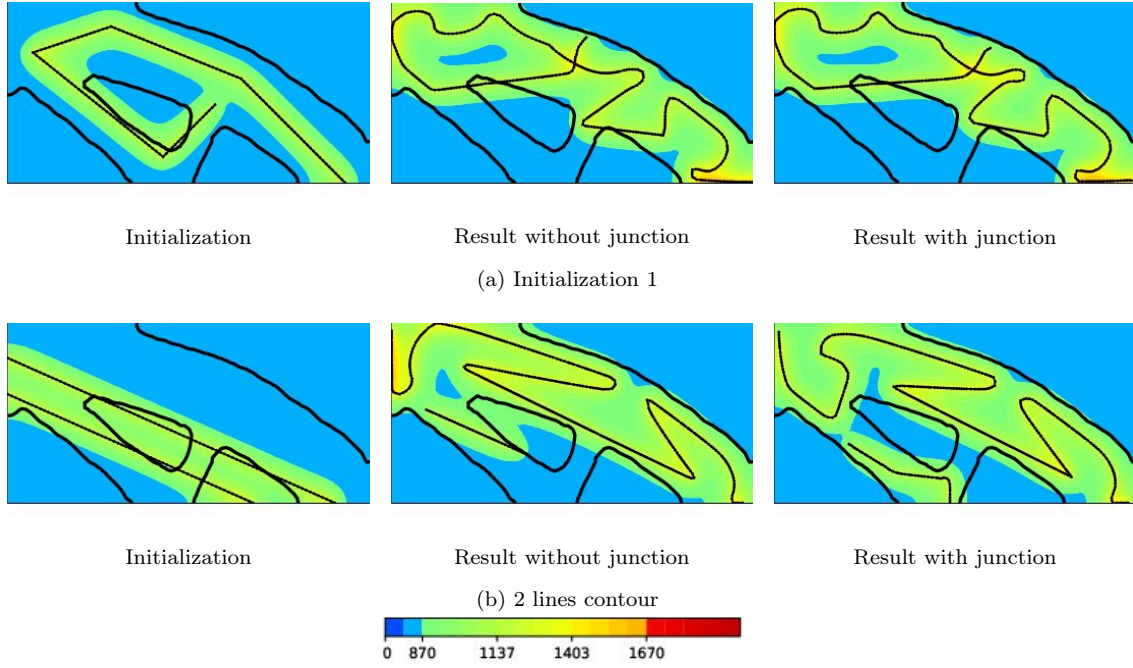 Initialization Result without junction Result with junction
(a) Initialization 1
Initialization Result without junction Result with junction
(b) 2 lines contour
0 870 1137 1403 1670